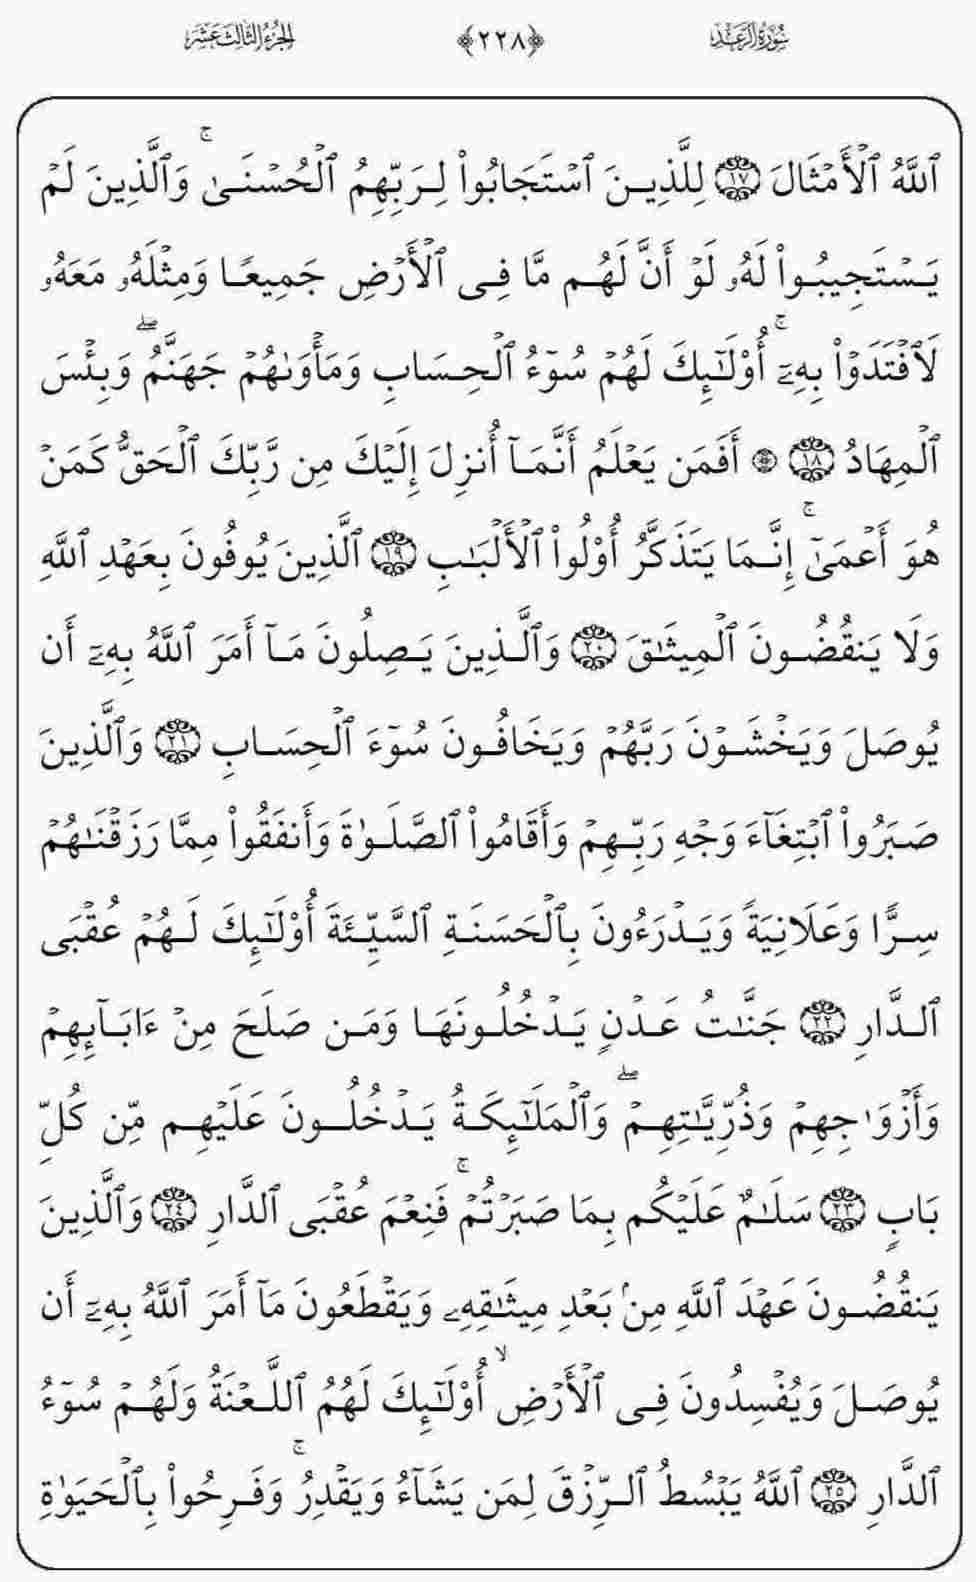 سُورَةُ الرَّعۡدِ ﴿٢٢٨﴾ الجُزءُ الثَّالِثَ عَشَرَ
ٱللَّهُ ٱلۡأَمۡثَالَ ١٧ لِلَّذِينَ ٱسۡتَجَابُواْ لِرَبِّهِمُ ٱلۡحُسۡنَىٰۚ وَٱلَّذِينَ لَمۡ
يَسۡتَجِيبُواْ لَهُۥ لَوۡ أَنَّ لَهُم مَّا فِى ٱلۡأَرۡضِ جَمِيعًا وَمِثۡلَهُۥ مَعَهُۥ
لَٱفۡتَدَوۡاْ بِهِۦٓۚ أُوْلَـٰٓئِكَ لَهُمۡ سُوٓءُ ٱلۡحِسَابِ وَمَأۡوَىٰهُمۡ جَهَنَّمُۖ وَبِئۡسَ
ٱلۡمِهَادُ ١٨ ۞ أَفَمَن يَعۡلَمُ أَنَّمَآ أُنزِلَ إِلَيۡكَ مِن رَّبِّكَ ٱلۡحَقُّ كَمَنۡ
هُوَ أَعۡمَىٰٓۚ إِنَّمَا يَتَذَكَّرُ أُوْلُواْ ٱلۡأَلۡبَـٰبِ ١٩ ٱلَّذِينَ يُوفُونَ بِعَهۡدِ ٱللَّهِ
وَلَا يَنقُضُونَ ٱلۡمِيثَـٰقَ ٢٠ وَٱلَّذِينَ يَصِلُونَ مَآ أَمَرَ ٱللَّهُ بِهِۦٓ أَن
يُوصَلَ وَيَخۡشَوۡنَ رَبَّهُمۡ وَيَخَافُونَ سُوٓءَ ٱلۡحِسَابِ ٢١ وَٱلَّذِينَ
صَبَرُواْ ٱبۡتِغَآءَ وَجۡهِ رَبِّهِمۡ وَأَقَامُواْ ٱلصَّلَوٰةَ وَأَنفَقُواْ مِمَّا رَزَقۡنَـٰهُمۡ
سِرًّا وَعَلَانِيَةً وَيَدۡرَءُونَ بِٱلۡحَسَنَةِ ٱلسَّيِّئَةَ أُوْلَـٰٓئِكَ لَهُمۡ عُقۡبَى
ٱلدَّارِ ٢٢ جَنَّـٰتُ عَدۡنٍ يَدۡخُلُونَهَا وَمَن صَلَحَ مِنۡ ءَابَآئِهِمۡ
وَأَزۡوَٰجِهِمۡ وَذُرِّيَّـٰتِهِمۡۖ وَٱلۡمَلَـٰٓئِكَةُ يَدۡخُلُونَ عَلَيۡهِم مِّن كُلِّ
بَابٍ ٢٣ سَلَـٰمٌ عَلَيۡكُم بِمَا صَبَرۡتُمۡۚ فَنِعۡمَ عُقۡبَى ٱلدَّارِ ٢٤ وَٱلَّذِينَ
يَنقُضُونَ عَهۡدَ ٱللَّهِ مِنۢ بَعۡدِ مِيثَـٰقِهِۦ وَيَقۡطَعُونَ مَآ أَمَرَ ٱللَّهُ بِهِۦٓ أَن
يُوصَلَ وَيُفۡسِدُونَ فِى ٱلۡأَرۡضِۙ أُوْلَـٰٓئِكَ لَهُمُ ٱللَّعۡنَةُ وَلَهُمۡ سُوٓءُ
ٱلدَّارِ ٢٥ ٱللَّهُ يَبۡسُطُ ٱلرِّزۡقَ لِمَن يَشَآءُ وَيَقۡدِرُۚ وَفَرِحُواْ بِٱلۡحَيَوٰةِ